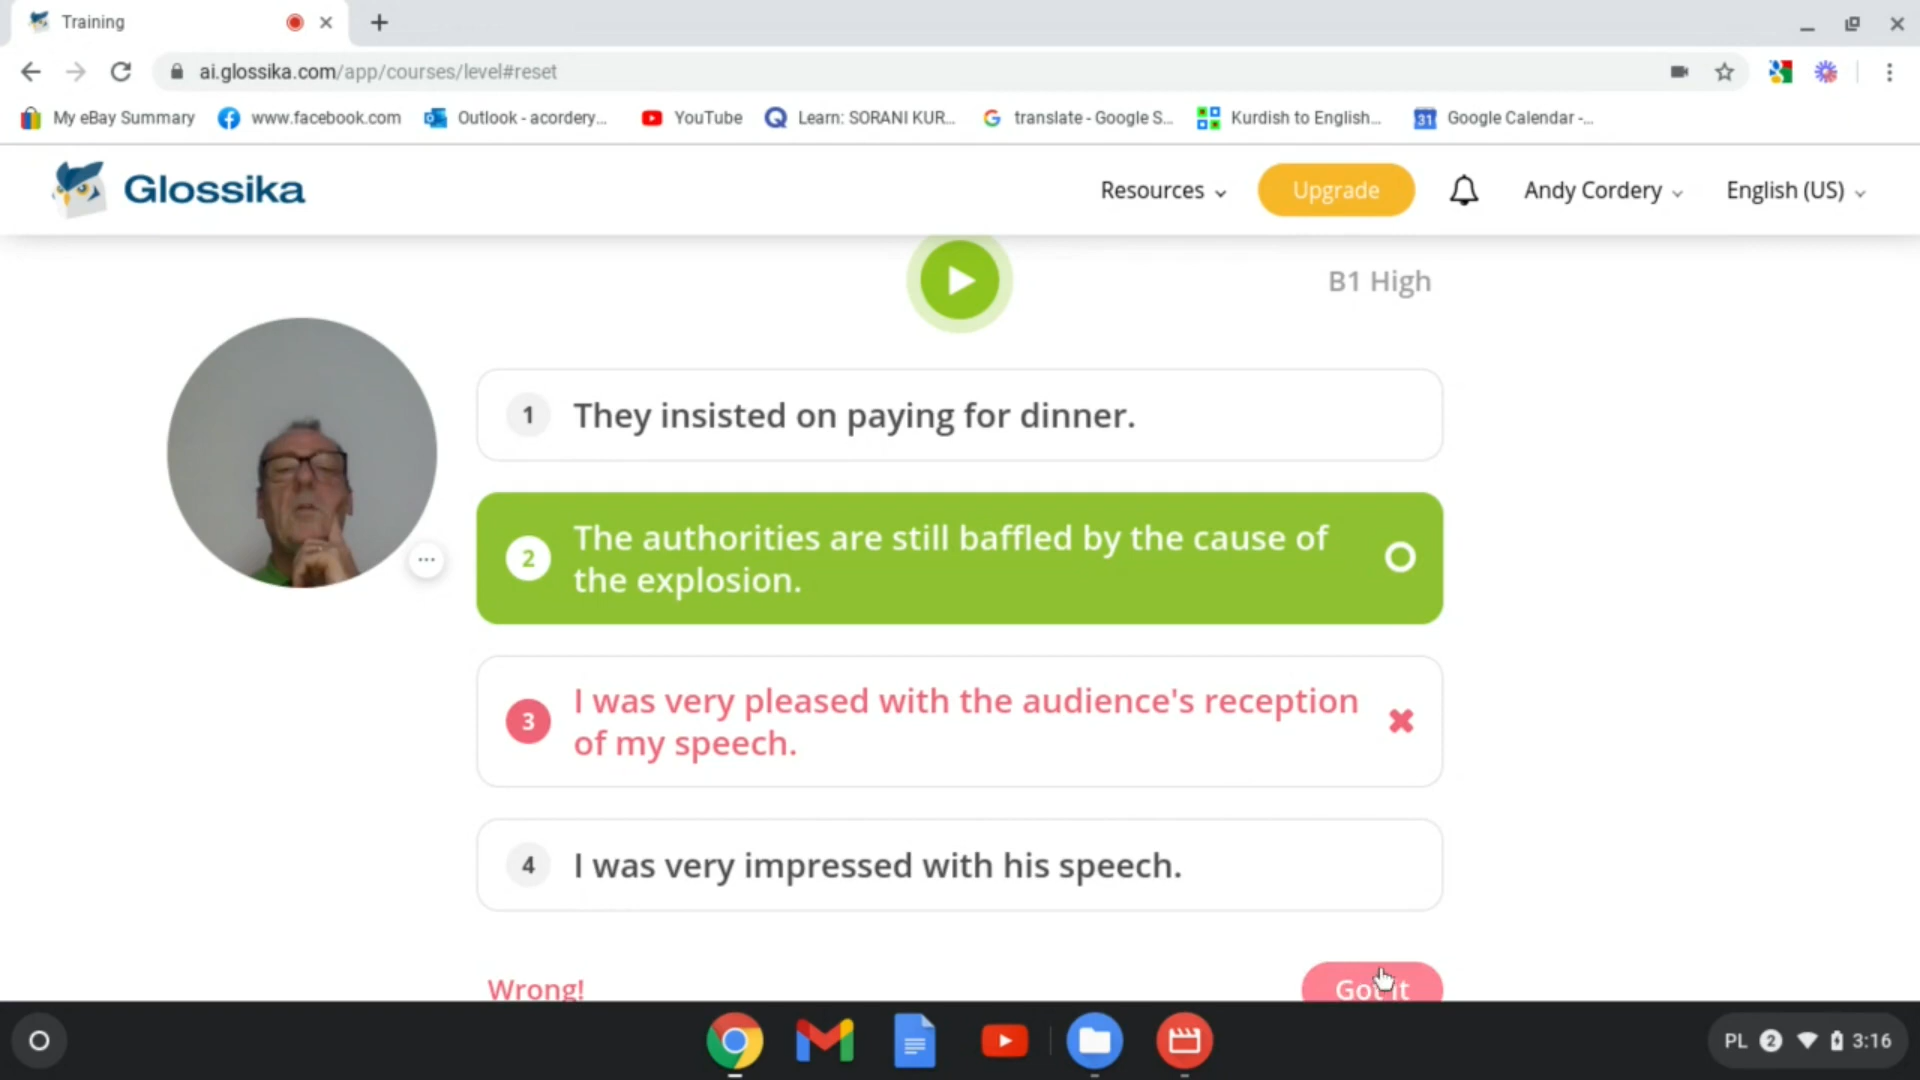 Training
ai.glossika.com/app/courses/level#reset
My eBay Summary
www.facebook.com
Outlook - acordery...
YouTube
Learn: SORANI KUR...
translate - Google S...
Kurdish to English...
31
Google Calendar -...
Glossika
Resources
Upgrade
Andy Cordery
English (US)
B1 High
1 They insisted on paying for dinner.
2 The authorities are still baffled by the cause of
the explosion.
3 I was very pleased with the audience's reception
of my speech.
4 I was very impressed with his speech.
Wrong!
Got it
PL 2 3:16